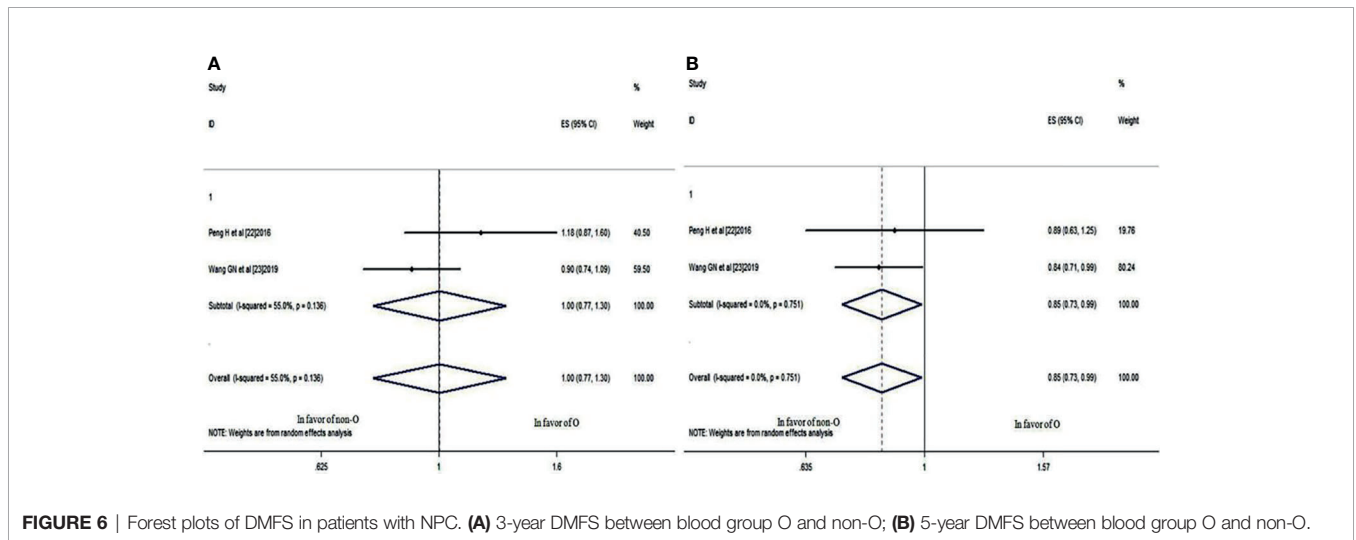 A
Study %
ID ES (95% CI) Weight
1
Peng H et al [22]2016 1.18 (0.87, 1.60) 40.50
Wang GN et al [23]2019 0.90 (0.74, 1.09) 59.50
Subtotal (I-squared = 55.0%, p = 0.136) 1.00 (0.77, 1.30) 100.00
.
Overall (I-squared = 55.0%, p = 0.136) 1.00 (0.77, 1.30) 100.00
In favor of non-O In favor of O
NOTE: Weights are from random effects analysis
.625 1 1.6
B
Study %
ID ES (95% CI) Weight
1
Peng H et al [22]2016 0.89 (0.63, 1.25) 19.76
Wang GN et al [23]2019 0.84 (0.71, 0.99) 80.24
Subtotal (I-squared = 0.0%, p = 0.751) 0.85 (0.73, 0.99) 100.00
.
Overall (I-squared = 0.0%, p = 0.751) 0.85 (0.73, 0.99) 100.00
In favor of non-O In favor of O
NOTE: Weights are from random effects analysis
.635 1 1.57
FIGURE 6 | Forest plots of DMFS in patients with NPC. (A) 3-year DMFS between blood group O and non-O; (B) 5-year DMFS between blood group O and non-O.